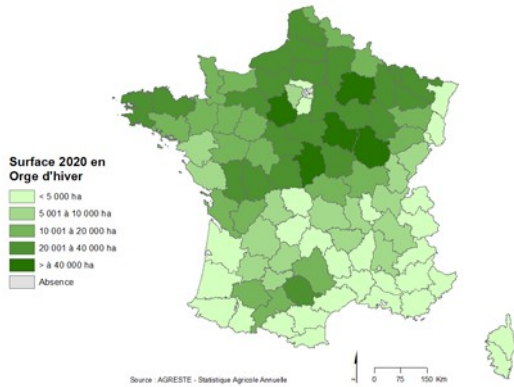 Surface 2020 en
Orge d'hiver
< 5 000 ha
5 001 à 10 000 ha
10 001 à 20 000 ha
20 001 à 40 000 ha
> à 40 000 ha
Absence
Source : AGRESTE - Statistique Agricole Annuelle
0 75 150 Km